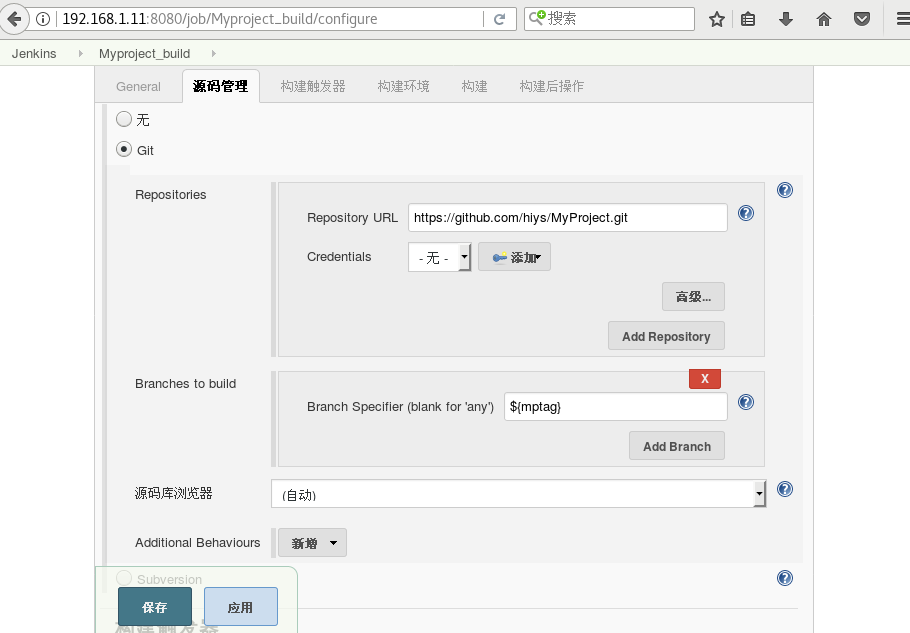 192.168.1.11:8080/job/Myproject_build/configure
搜索
Jenkins Myproject_build
General 源码管理 构建触发器 构建环境 构建 构建后操作
无
Git
Repositories
Repository URL https://github.com/hiys/MyProject.git
Credentials - 无 - 添加
高级...
Add Repository
Branches to build
X
Branch Specifier (blank for 'any') ${mptag}
Add Branch
源码库浏览器 (自动)
Additional Behaviours 新增
Subversion
保存 应用
构建触发器